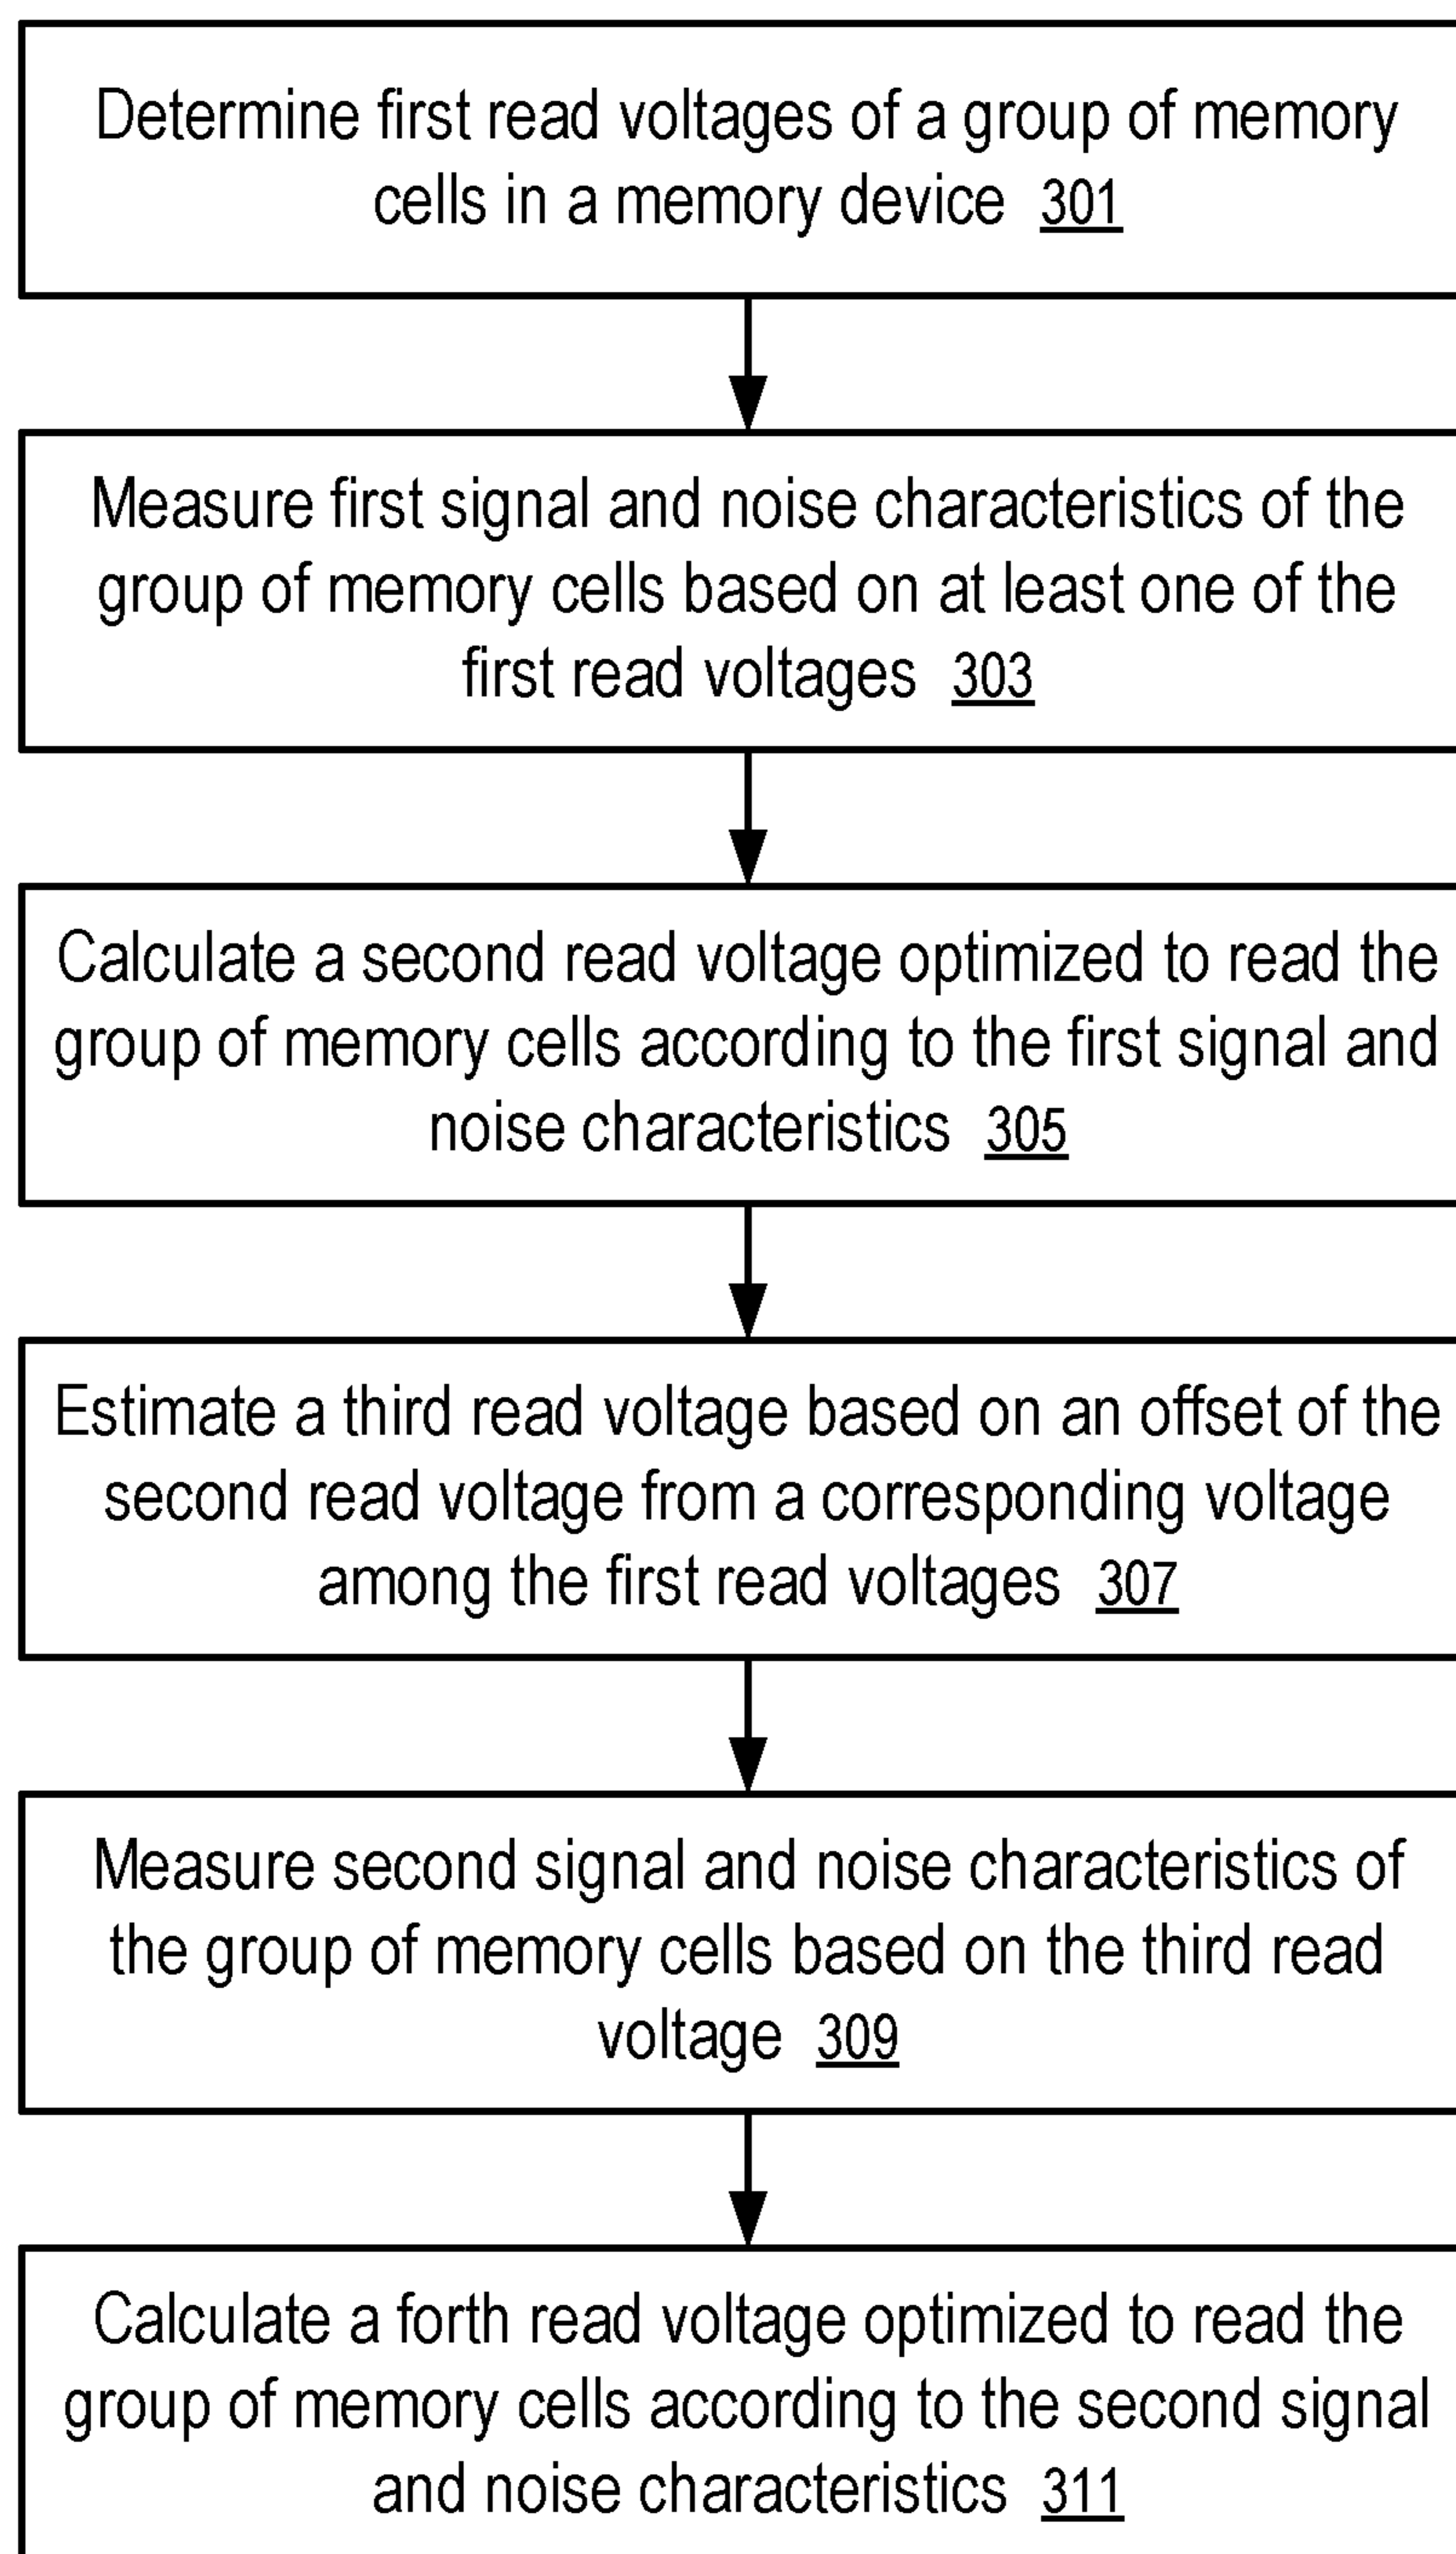 Determine first read voltages of a group of memory
cells in a memory device 301
Measure first signal and noise characteristics of the
group of memory cells based on at least one of the
first read voltages 303
Calculate a second read voltage optimized to read the
group of memory cells according to the first signal and
noise characteristics 305
Estimate a third read voltage based on an offset of the
second read voltage from a corresponding voltage
among the first read voltages 307
Measure second signal and noise characteristics of
the group of memory cells based on the third read
voltage 309
Calculate a forth read voltage optimized to read the
group of memory cells according to the second signal
and noise characteristics 311